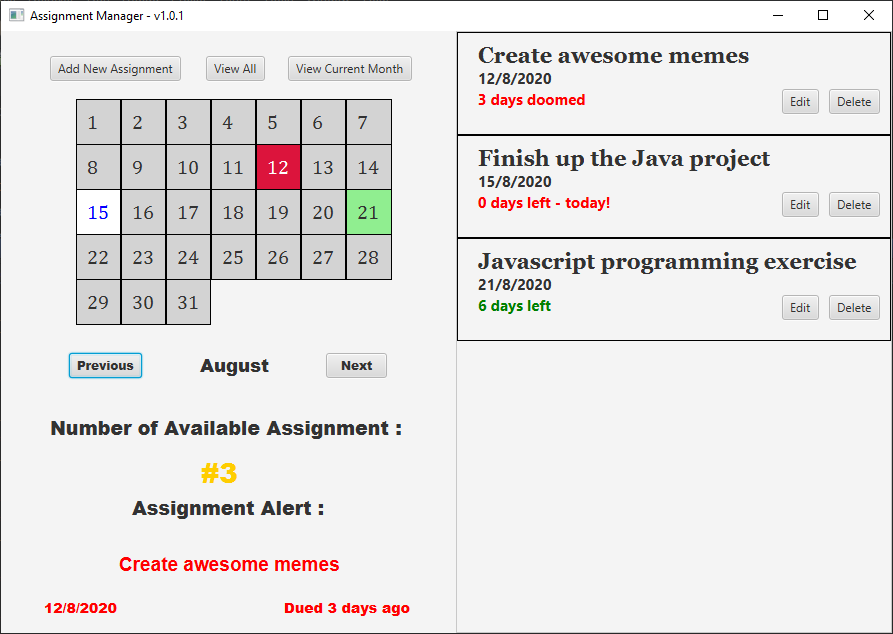 Assignment Manager - v1.0.1
Add New Assignment
View All
View Current Month
1 2 3 4 5 6 7
8 9 10 11 12 13 14
15 16 17 18 19 20 21
22 23 24 25 26 27 28
29 30 31
Previous
August
Next
Number of Available Assignment :
#3
Assignment Alert :
Create awesome memes
12/8/2020
Dued 3 days ago
Create awesome memes
12/8/2020
3 days doomed
Edit
Delete
Finish up the Java project
15/8/2020
0 days left - today!
Edit
Delete
Javascript programming exercise
21/8/2020
6 days left
Edit
Delete